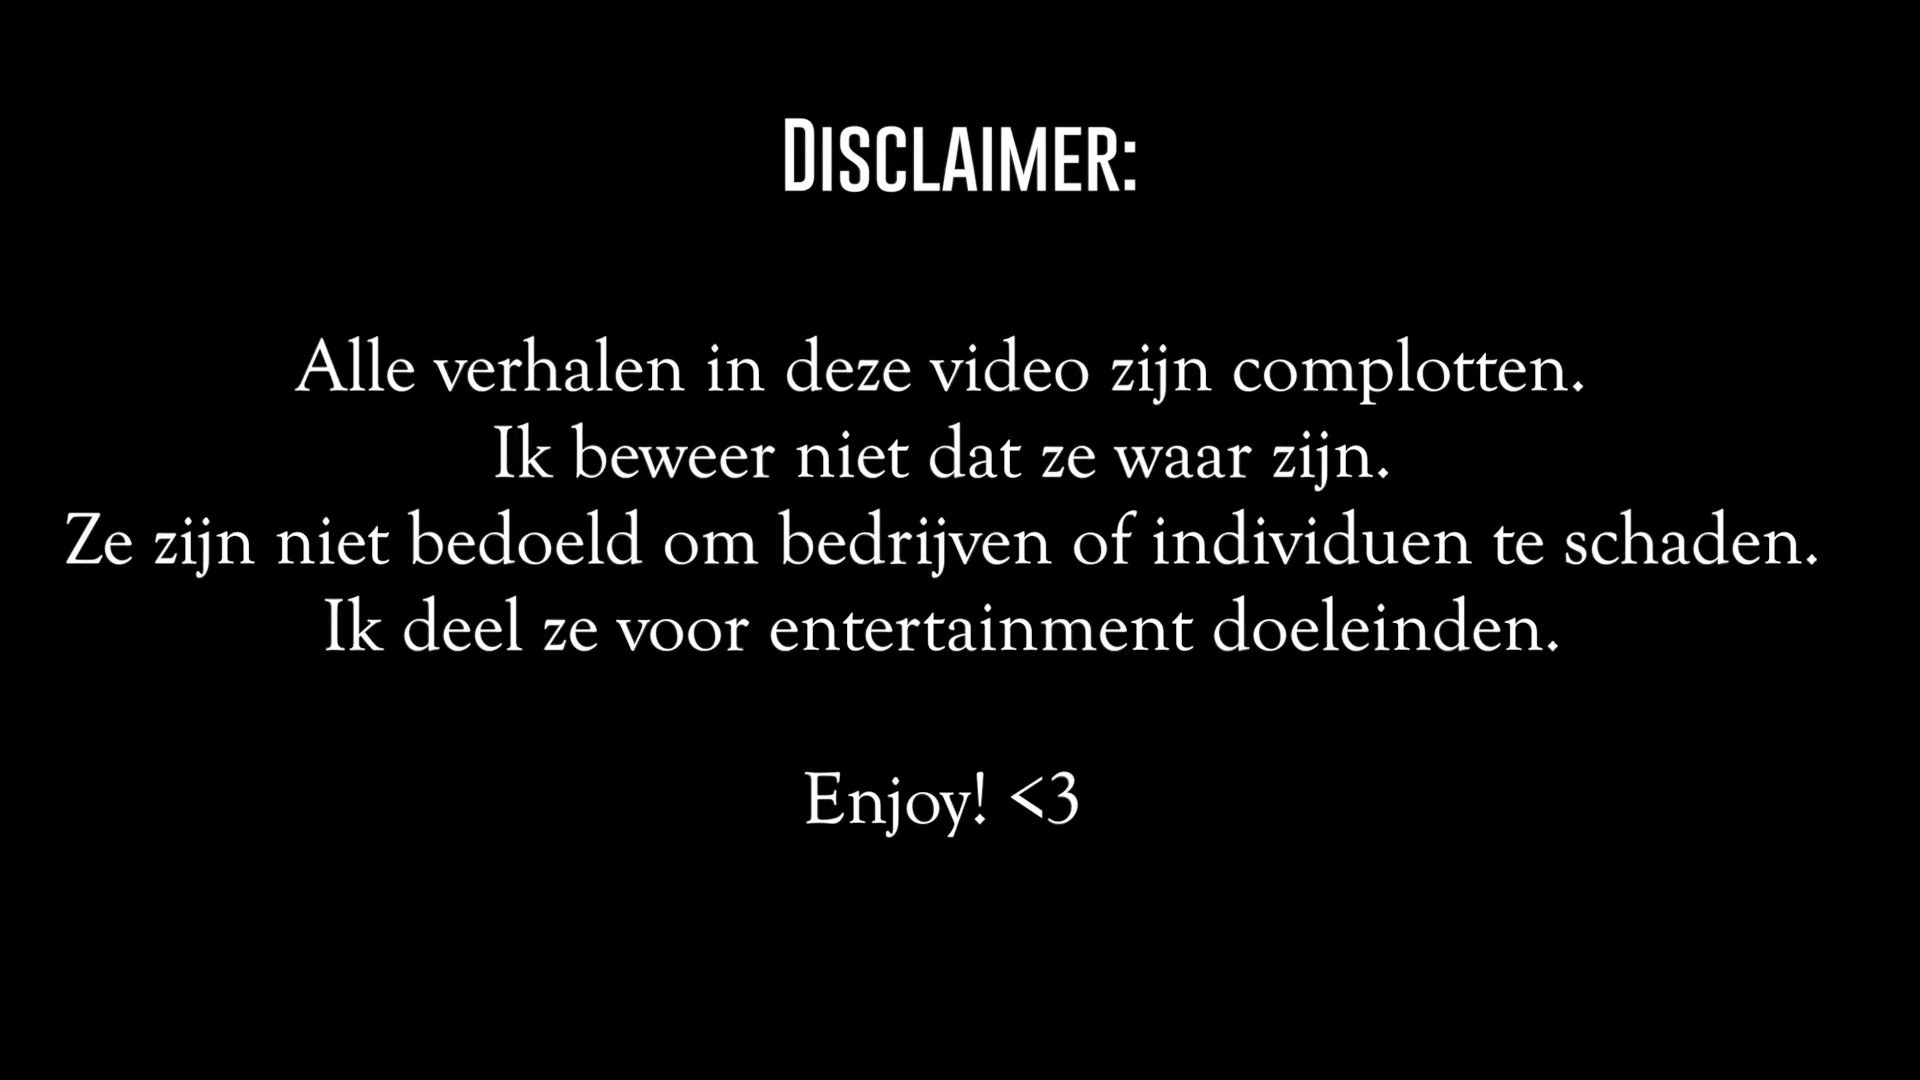 Disclaimer:
Alle verhalen in deze video zijn complotten.
Ik beweer niet dat ze waar zijn.
Ze zijn niet bedoeld om bedrijven of individuen te schaden.
Ik deel ze voor entertainment doeleinden.
Enjoy! <3